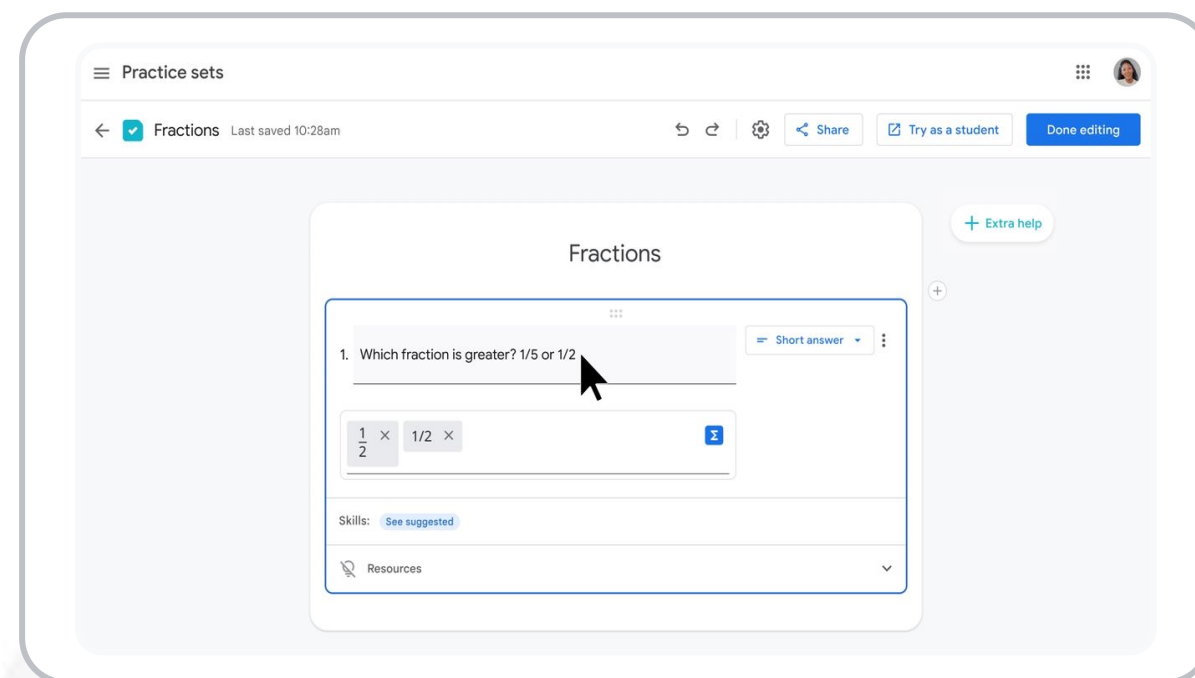 Practice sets
Fractions Last saved 10:28am Share Try as a student Done editing
+ Extra help
Fractions
1. Which fraction is greater? 1/5 or 1/2
Short answer
1/2 × 1/2 × Σ
Skills: See suggested
Resources